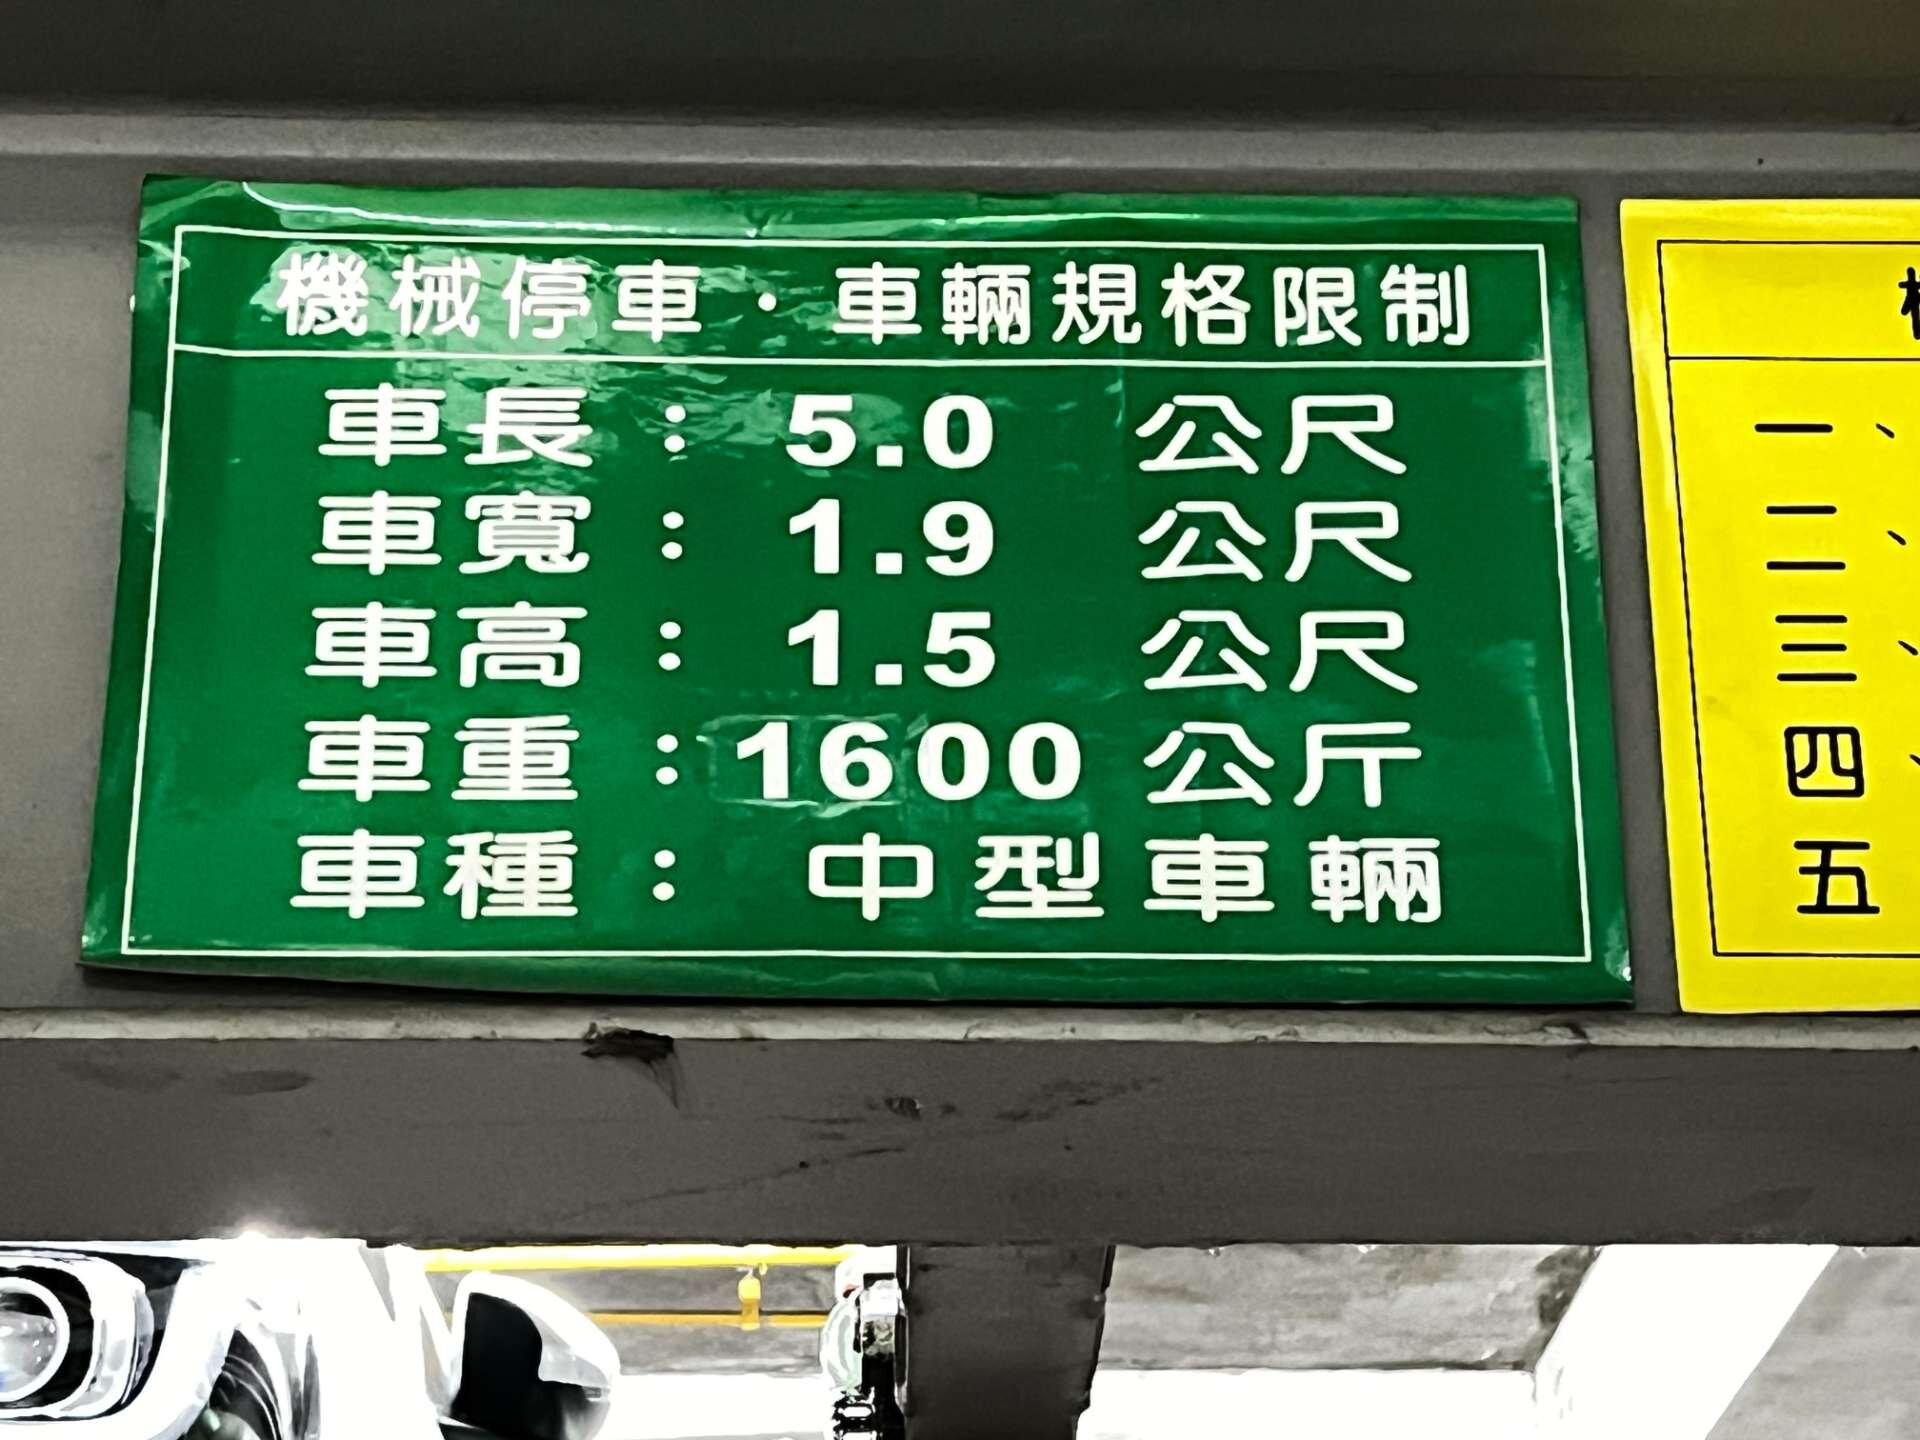 機械停車・車輛規格限制
車長：5.0 公尺
車寬：1.9 公尺
車高：1.5 公尺
車重：1600 公斤
車種：中型車輛
一、
二、
三、
四、
五